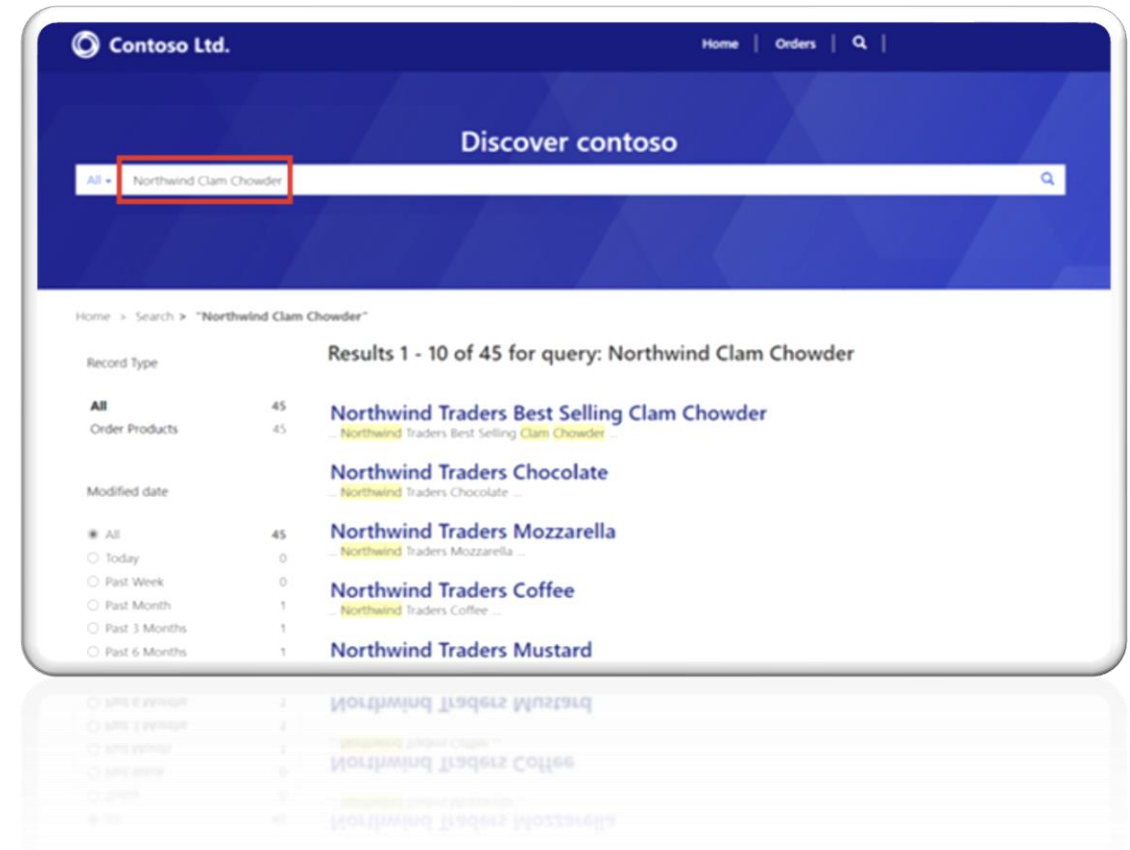 Contoso Ltd.
Home | Orders | |
Discover contoso
All Northwind Clam Chowder
Home > Search > "Northwind Clam Chowder"
Record Type
All 45
Order Products 45
Modified date
All 45
Today 0
Past Week 0
Past Month 1
Past 3 Months 1
Past 6 Months 1
Results 1 - 10 of 45 for query: Northwind Clam Chowder
Northwind Traders Best Selling Clam Chowder
... Northwind Traders Best Selling Clam Chowder ...
Northwind Traders Chocolate
... Northwind Traders Chocolate ...
Northwind Traders Mozzarella
... Northwind Traders Mozzarella ...
Northwind Traders Coffee
... Northwind Traders Coffee ...
Northwind Traders Mustard